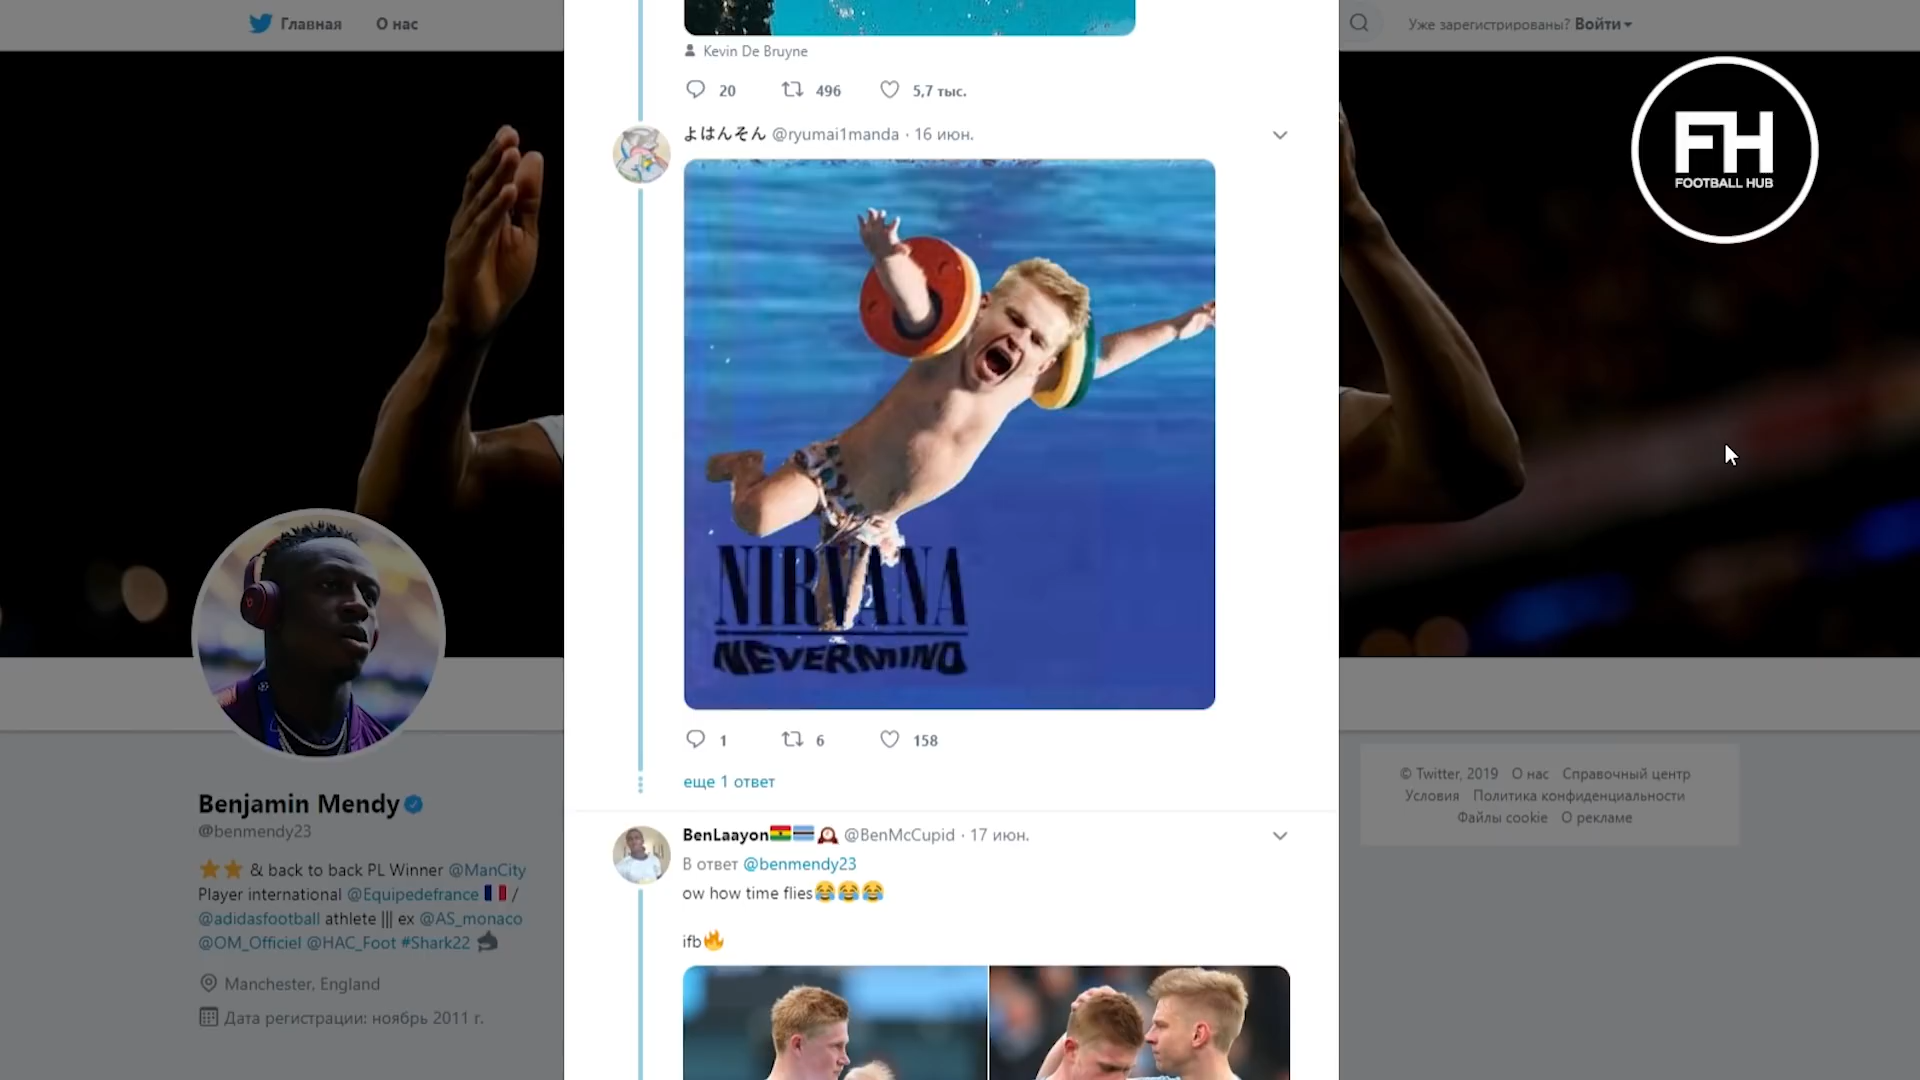 Главная
О нас
Уже зарегистрированы? Войти
FH
FOOTBALL HUB
Kevin De Bruyne
20
496
5,7 тыс.
よはんそん @ryumai1manda · 16 июн.
NIRVANA
NEVERMIND
1
6
158
еще 1 ответ
BenLaayon @BenMcCupid · 17 июн.
В ответ @benmendy23
ow how time flies😂😂😂
ifb🔥
Benjamin Mendy
@benmendy23
⭐⭐ & back to back PL Winner @ManCity
Player international @Equipedefrance 🇫🇷 /
@adidasfootball athlete ||| ex @AS_monaco
@OM_Officiel @HAC_Foot #Shark22
Manchester, England
Дата регистрации: ноябрь 2011 г.
© Twitter, 2019 О нас Справочный центр
Условия Политика конфиденциальности
Файлы cookie О рекламе